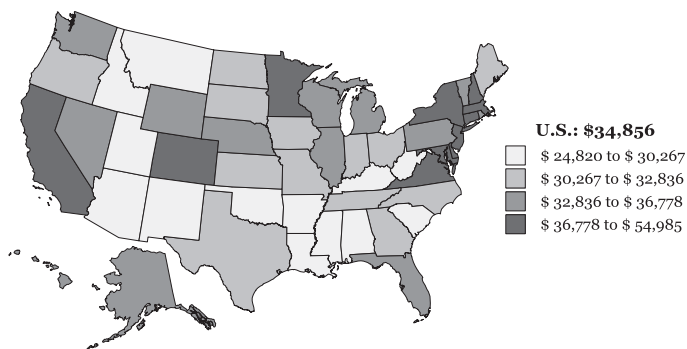 U.S.: $34,856
$ 24,820 to $ 30,267
$ 30,267 to $ 32,836
$ 32,836 to $ 36,778
$ 36,778 to $ 54,985